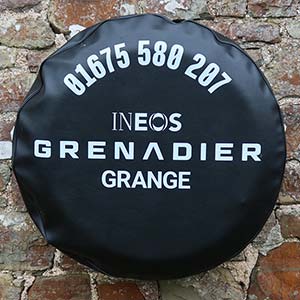 01675 580 207
INEOS
GRENADIER
GRANGE